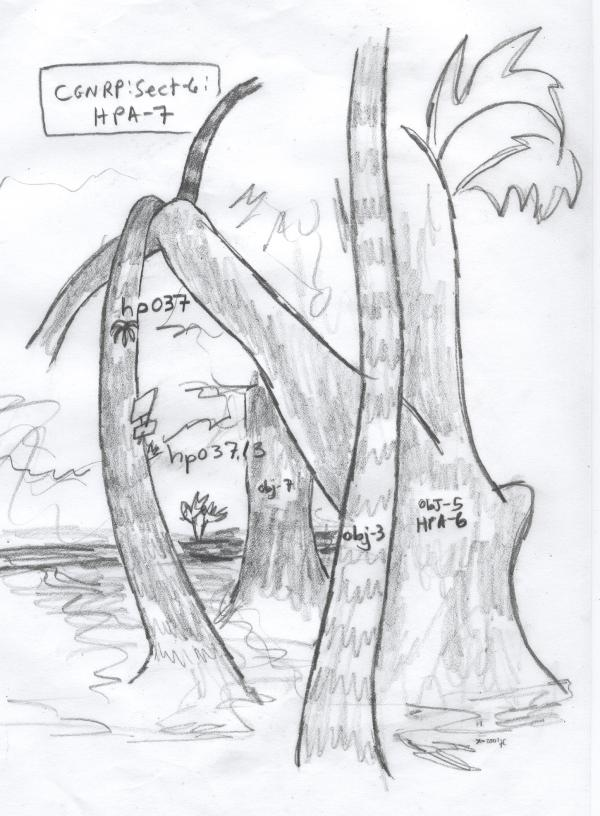 CGNRP:Sect-6:
HPA-7
hp037
hp037.13
obj-7
obj-3
ObJ-5
HPA-6